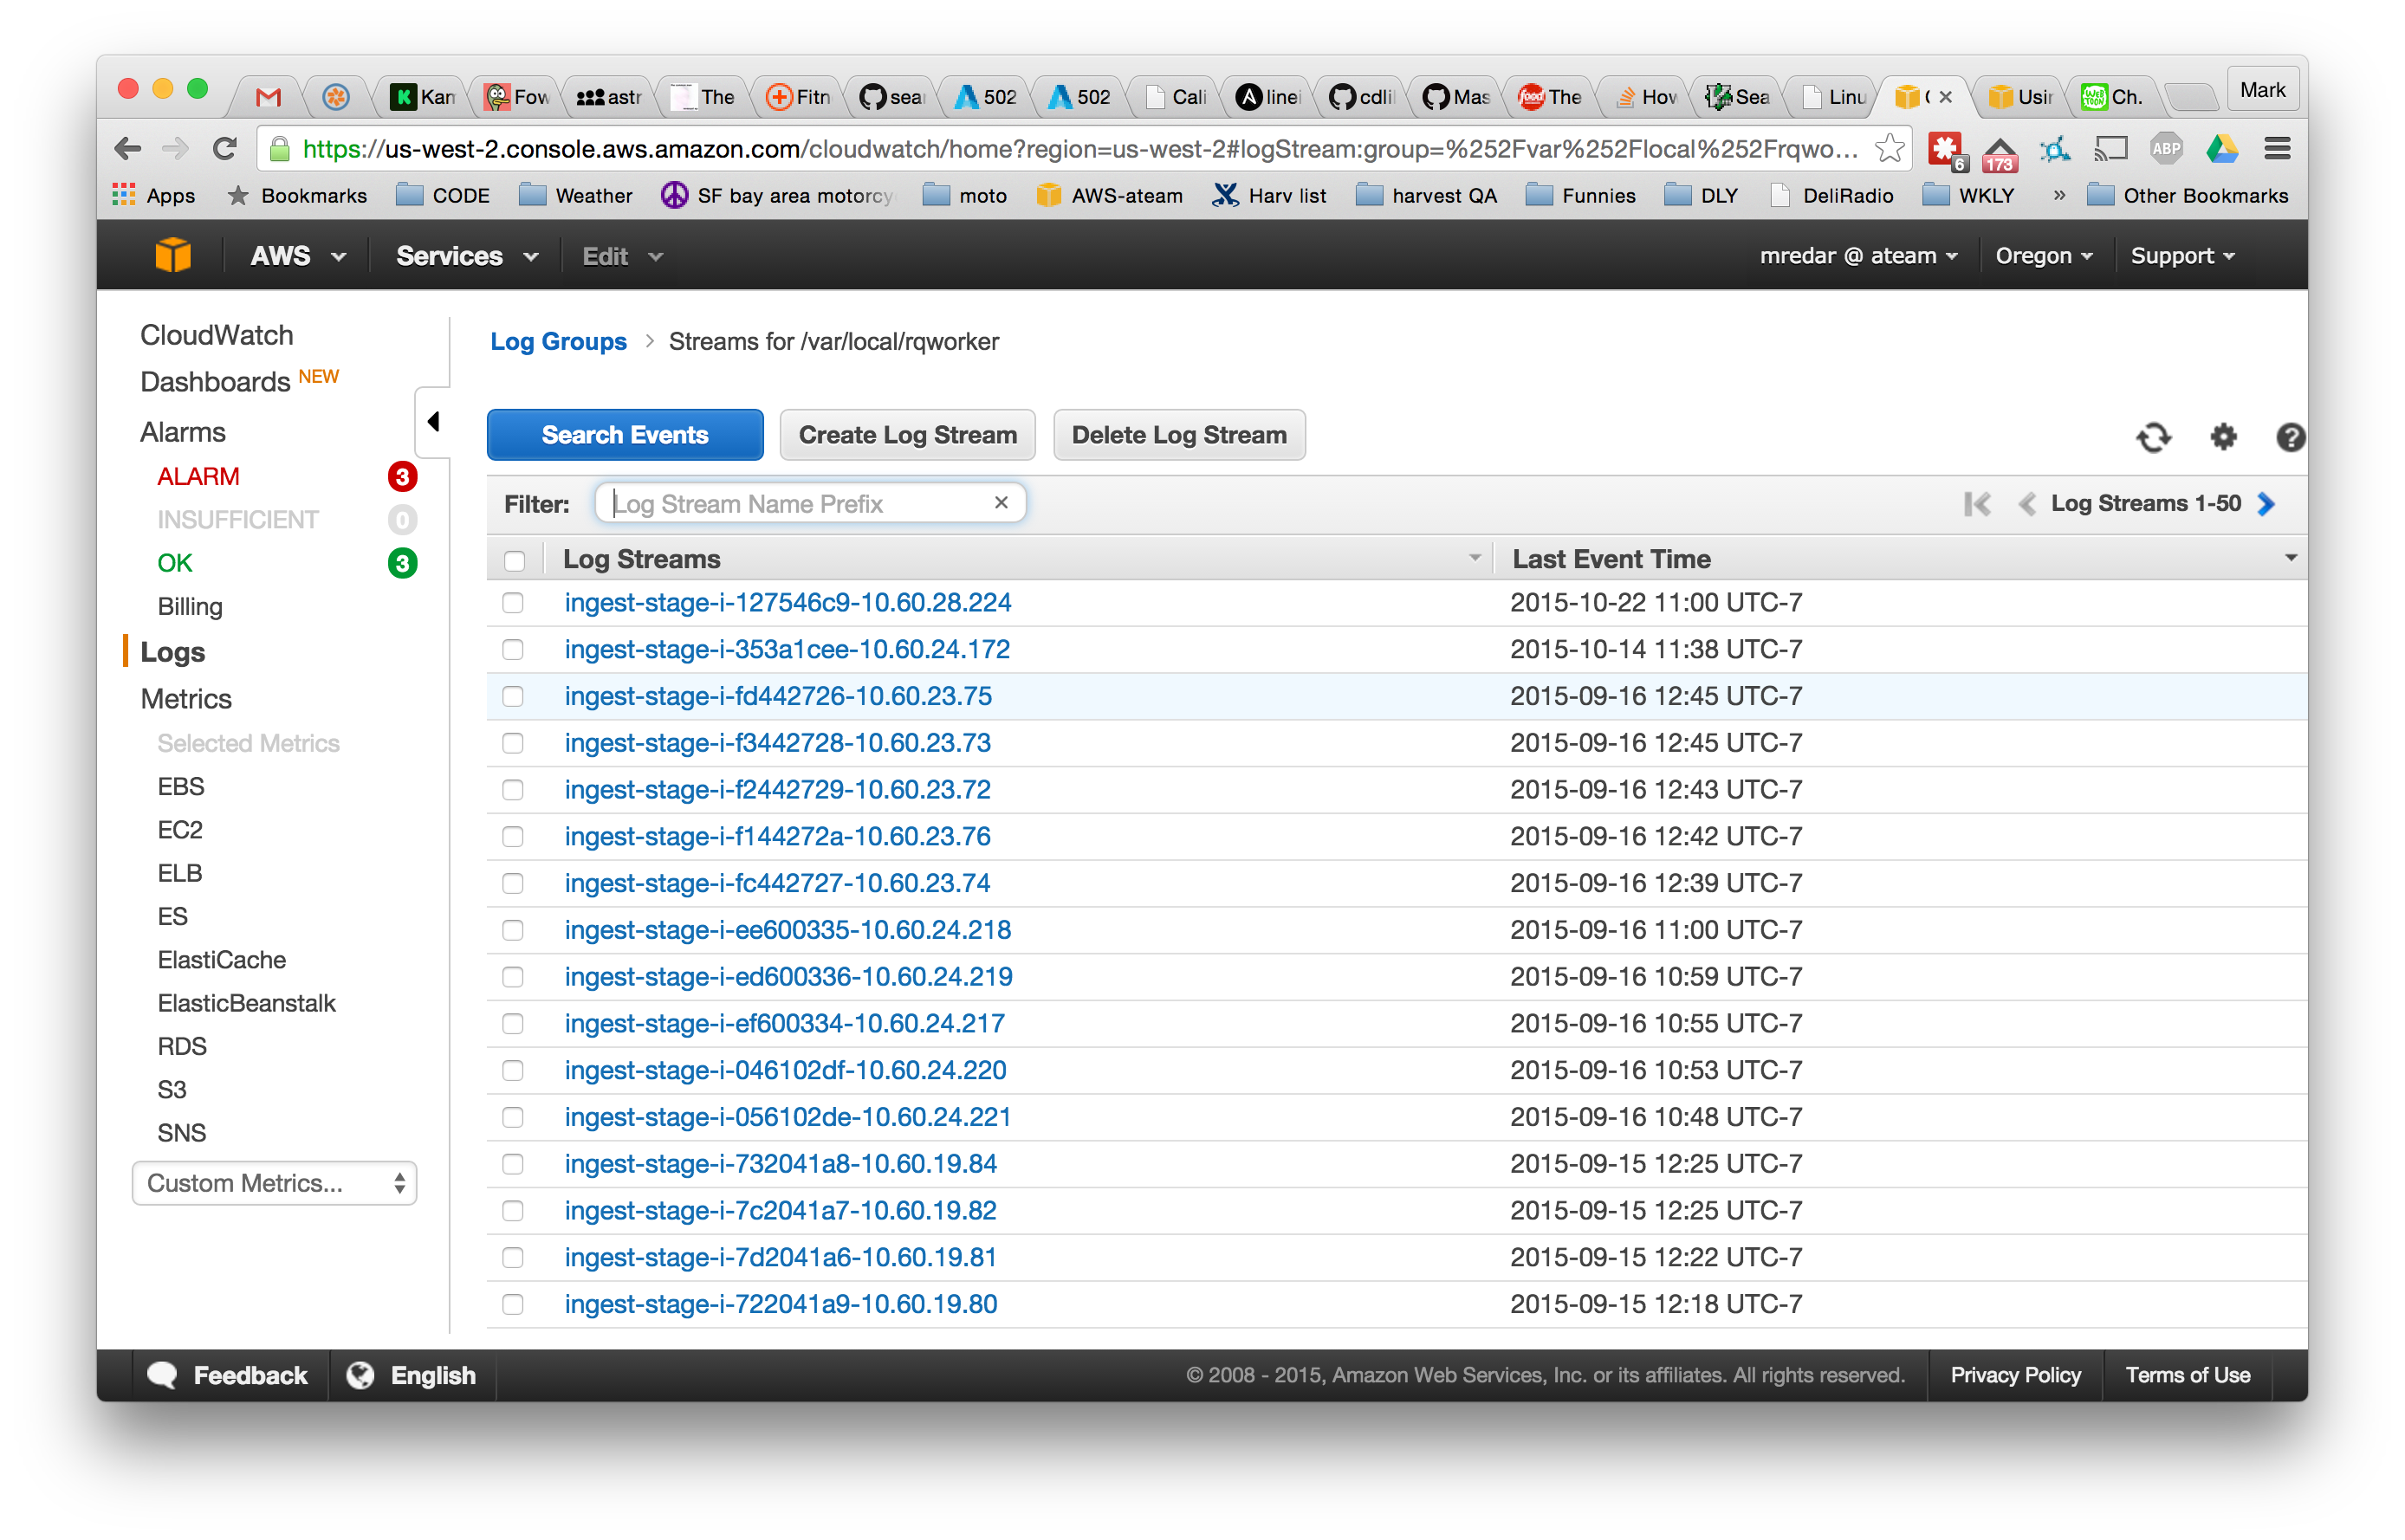 Kan Fow astr The Fitn sear 502 502 Cali linei cdlil Mas The How Sea Linu Usin Ch. Mark
https://us-west-2.console.aws.amazon.com/cloudwatch/home?region=us-west-2#logStream:group=%252Fvar%252Flocal%252Frqwo... 6 173 ABP
Apps Bookmarks CODE Weather SF bay area motorcy moto AWS-ateam Harv list harvest QA Funnies DLY DeliRadio WKLY » Other Bookmarks
AWS Services Edit mredar @ ateam Oregon Support
CloudWatch
Dashboards NEW
Alarms
ALARM 3
INSUFFICIENT 0
OK 3
Billing
Logs
Metrics
Selected Metrics
EBS
EC2
ELB
ES
ElastiCache
ElasticBeanstalk
RDS
S3
SNS
Custom Metrics...
Log Groups > Streams for /var/local/rqworker
Search Events Create Log Stream Delete Log Stream
Filter: Log Stream Name Prefix Log Streams 1-50
Log Streams Last Event Time
ingest-stage-i-127546c9-10.60.28.224 2015-10-22 11:00 UTC-7
ingest-stage-i-353a1cee-10.60.24.172 2015-10-14 11:38 UTC-7
ingest-stage-i-fd442726-10.60.23.75 2015-09-16 12:45 UTC-7
ingest-stage-i-f3442728-10.60.23.73 2015-09-16 12:45 UTC-7
ingest-stage-i-f2442729-10.60.23.72 2015-09-16 12:43 UTC-7
ingest-stage-i-f144272a-10.60.23.76 2015-09-16 12:42 UTC-7
ingest-stage-i-fc442727-10.60.23.74 2015-09-16 12:39 UTC-7
ingest-stage-i-ee600335-10.60.24.218 2015-09-16 11:00 UTC-7
ingest-stage-i-ed600336-10.60.24.219 2015-09-16 10:59 UTC-7
ingest-stage-i-ef600334-10.60.24.217 2015-09-16 10:55 UTC-7
ingest-stage-i-046102df-10.60.24.220 2015-09-16 10:53 UTC-7
ingest-stage-i-056102de-10.60.24.221 2015-09-16 10:48 UTC-7
ingest-stage-i-732041a8-10.60.19.84 2015-09-15 12:25 UTC-7
ingest-stage-i-7c2041a7-10.60.19.82 2015-09-15 12:25 UTC-7
ingest-stage-i-7d2041a6-10.60.19.81 2015-09-15 12:22 UTC-7
ingest-stage-i-722041a9-10.60.19.80 2015-09-15 12:18 UTC-7
Feedback English © 2008 - 2015, Amazon Web Services, Inc. or its affiliates. All rights reserved. Privacy Policy Terms of Use